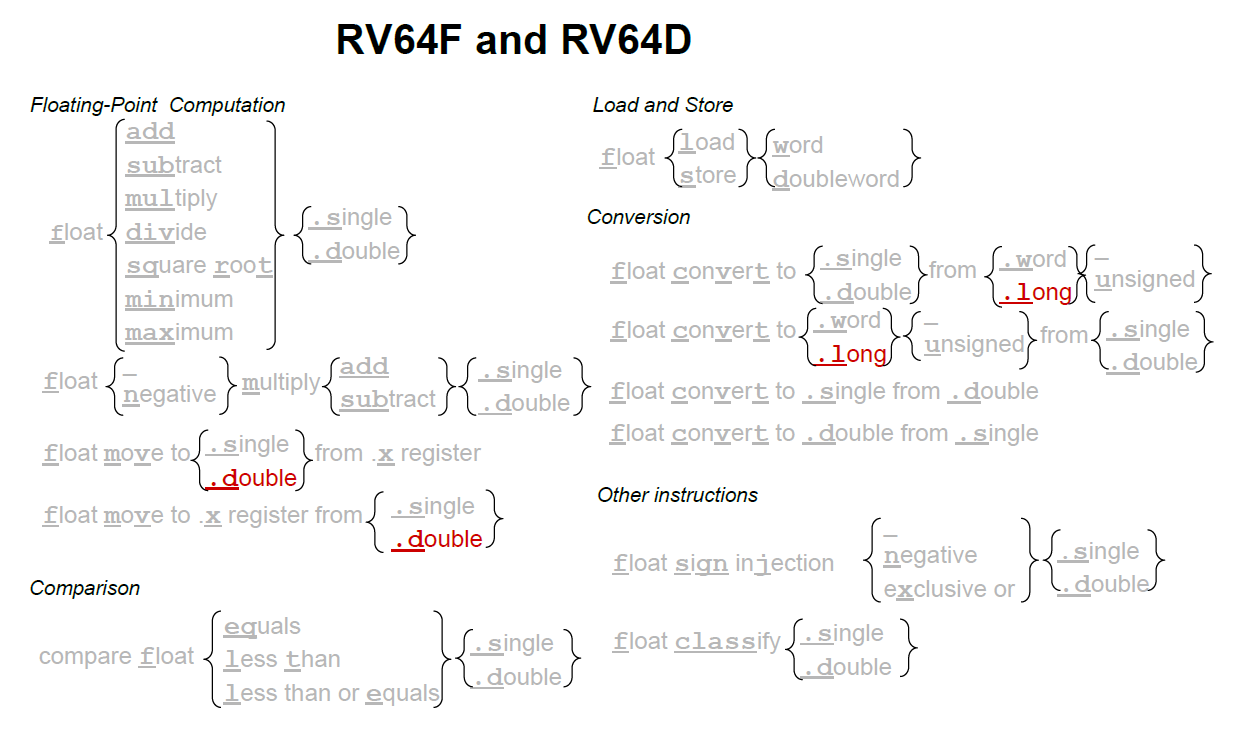 RV64F and RV64D
Floating-Point Computation
float
add
subtract
multiply
divide
square root
minimum
maximum
.single
.double
float
_
negative
multiply
add
subtract
.single
.double
float move to
.single
.double
from .x register
float move to .x register from
.single
.double
Comparison
compare float
equals
less than
less than or equals
.single
.double
Load and Store
float
load
store
word
doubleword
Conversion
float convert to
.single
.double
from
.word
.long
_
unsigned
float convert to
.word
.long
_
unsigned
from
.single
.double
float convert to .single from .double
float convert to .double from .single
Other instructions
float sign injection
_
negative
exclusive or
.single
.double
float classify
.single
.double